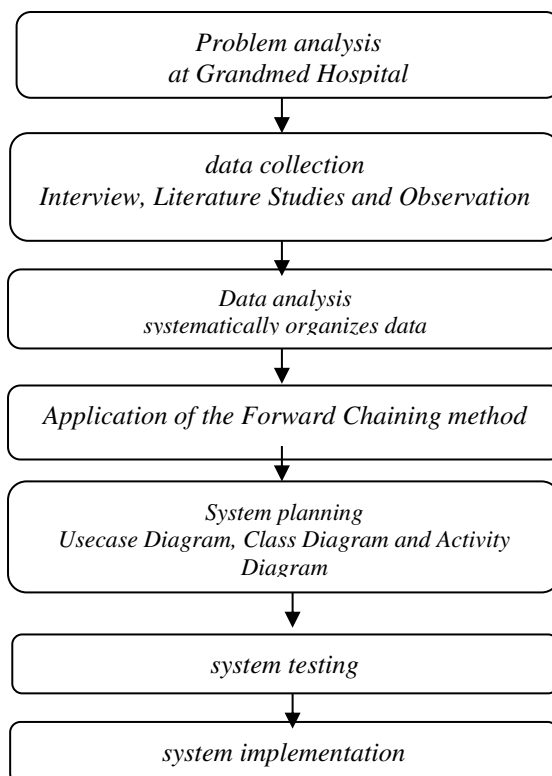 Problem analysis
at Grandmed Hospital
data collection
Interview, Literature Studies and Observation
Data analysis
systematically organizes data
Application of the Forward Chaining method
System planning
Usecase Diagram, Class Diagram and Activity
Diagram
system testing
system implementation